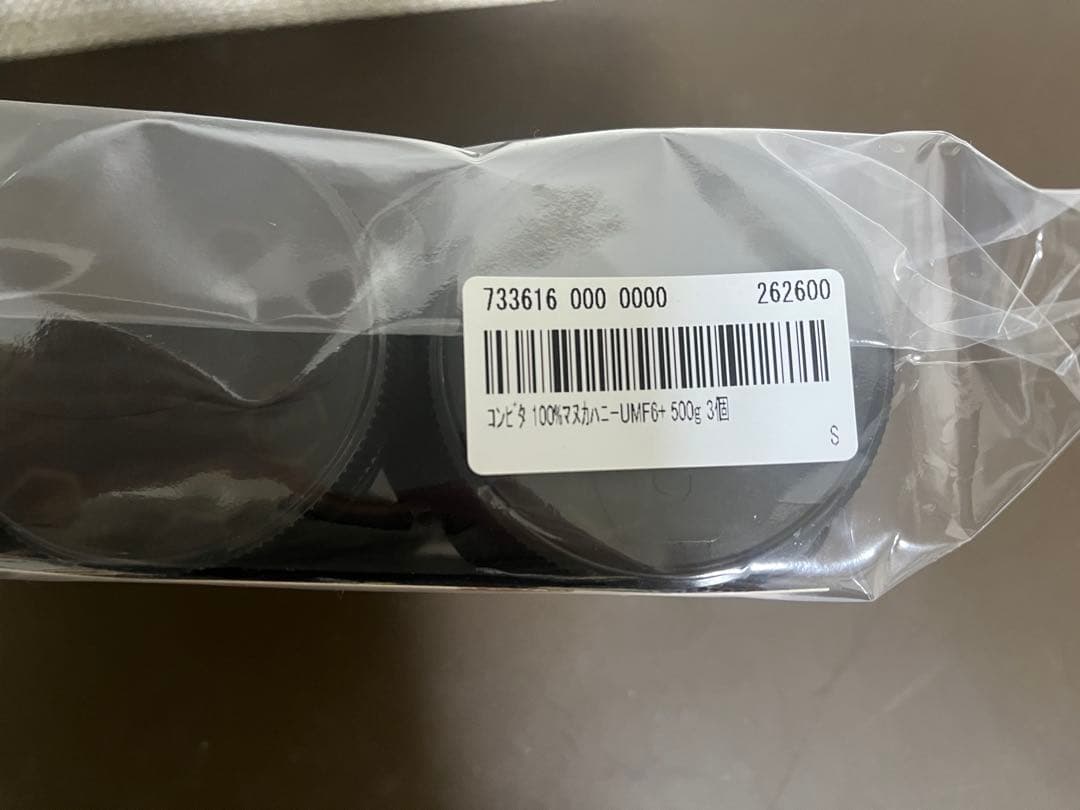 733616 000 0000 262600
ｺﾝﾋﾞﾀ 100%ﾏﾇｶﾊﾆｰUMF6+ 500g 3個
S